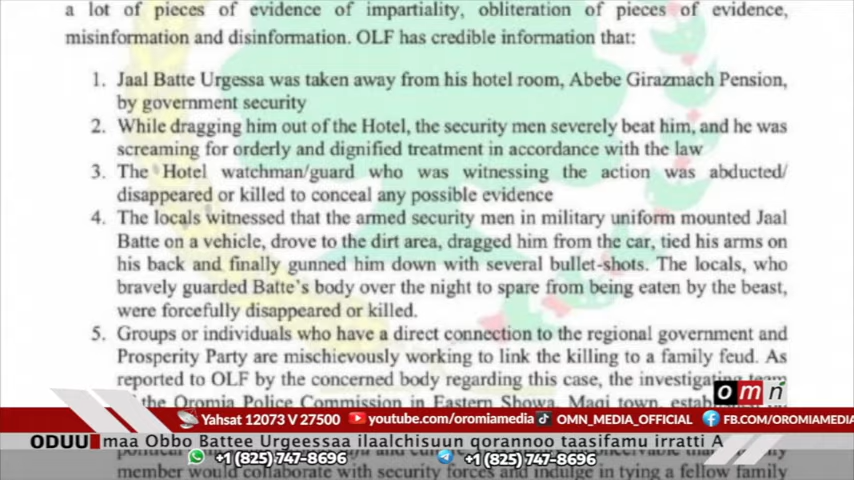 a lot of pieces of evidence of impartiality, obliteration of pieces of evidence,
misinformation and disinformation. OLF has credible information that:
1. Jaal Batte Urgessa was taken away from his hotel room, Abebe Girazmach Pension,
by government security
2. While dragging him out of the Hotel, the security men severely beat him, and he was
screaming for orderly and dignified treatment in accordance with the law
3. The Hotel watchman/guard who was witnessing the action was abducted/
disappeared or killed to conceal any possible evidence
4. The locals witnessed that the armed security men in military uniform mounted Jaal
Batte on a vehicle, drove to the dirt area, dragged him from the car, tied his arms on
his back and finally gunned him down with several bullet-shots. The locals, who
bravely guarded Batte's body over the night to spare from being eaten by the beast,
were forcefully disappeared or killed.
5. Groups or individuals who have a direct connection to the regional government and
Prosperity Party are mischievously working to link the killing to a family feud. As
reported to OLF by the concerned body regarding this case, the investigating team
the Oromia Police Commission in Eastern Showa, Maqi town,
omn
Yahsat 12073 V 27500 youtube.com/oromiamedia OMN_MEDIA_OFFICIAL FB.COM/OROMIAMEDIA
ODUU maa Obbo Battee Urgeessaa ilaalchisuun qorannoo taasifamu irratti A
+1 (825) 747-8696 +1 (825) 747-8696
member would collaborate with security forces and indulge in tying a fellow family